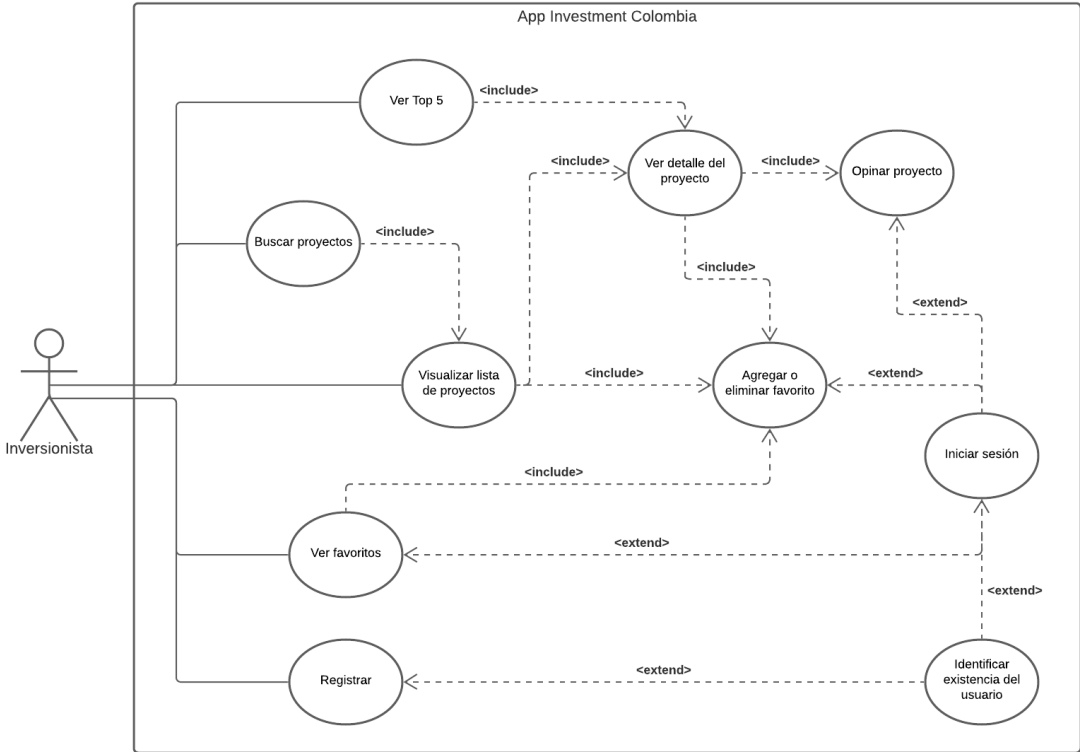 App Investment Colombia
Ver Top 5
<include>
Ver detalle del
proyecto
<include>
<include>
Opinar proyecto
Buscar proyectos
<include>
<include>
<extend>
Visualizar lista
de proyectos
<include>
Agregar o
eliminar favorito
<extend>
Inversionista
Iniciar sesión
<include>
Ver favoritos
<extend>
<extend>
Registrar
<extend>
Identificar
existencia del
usuario